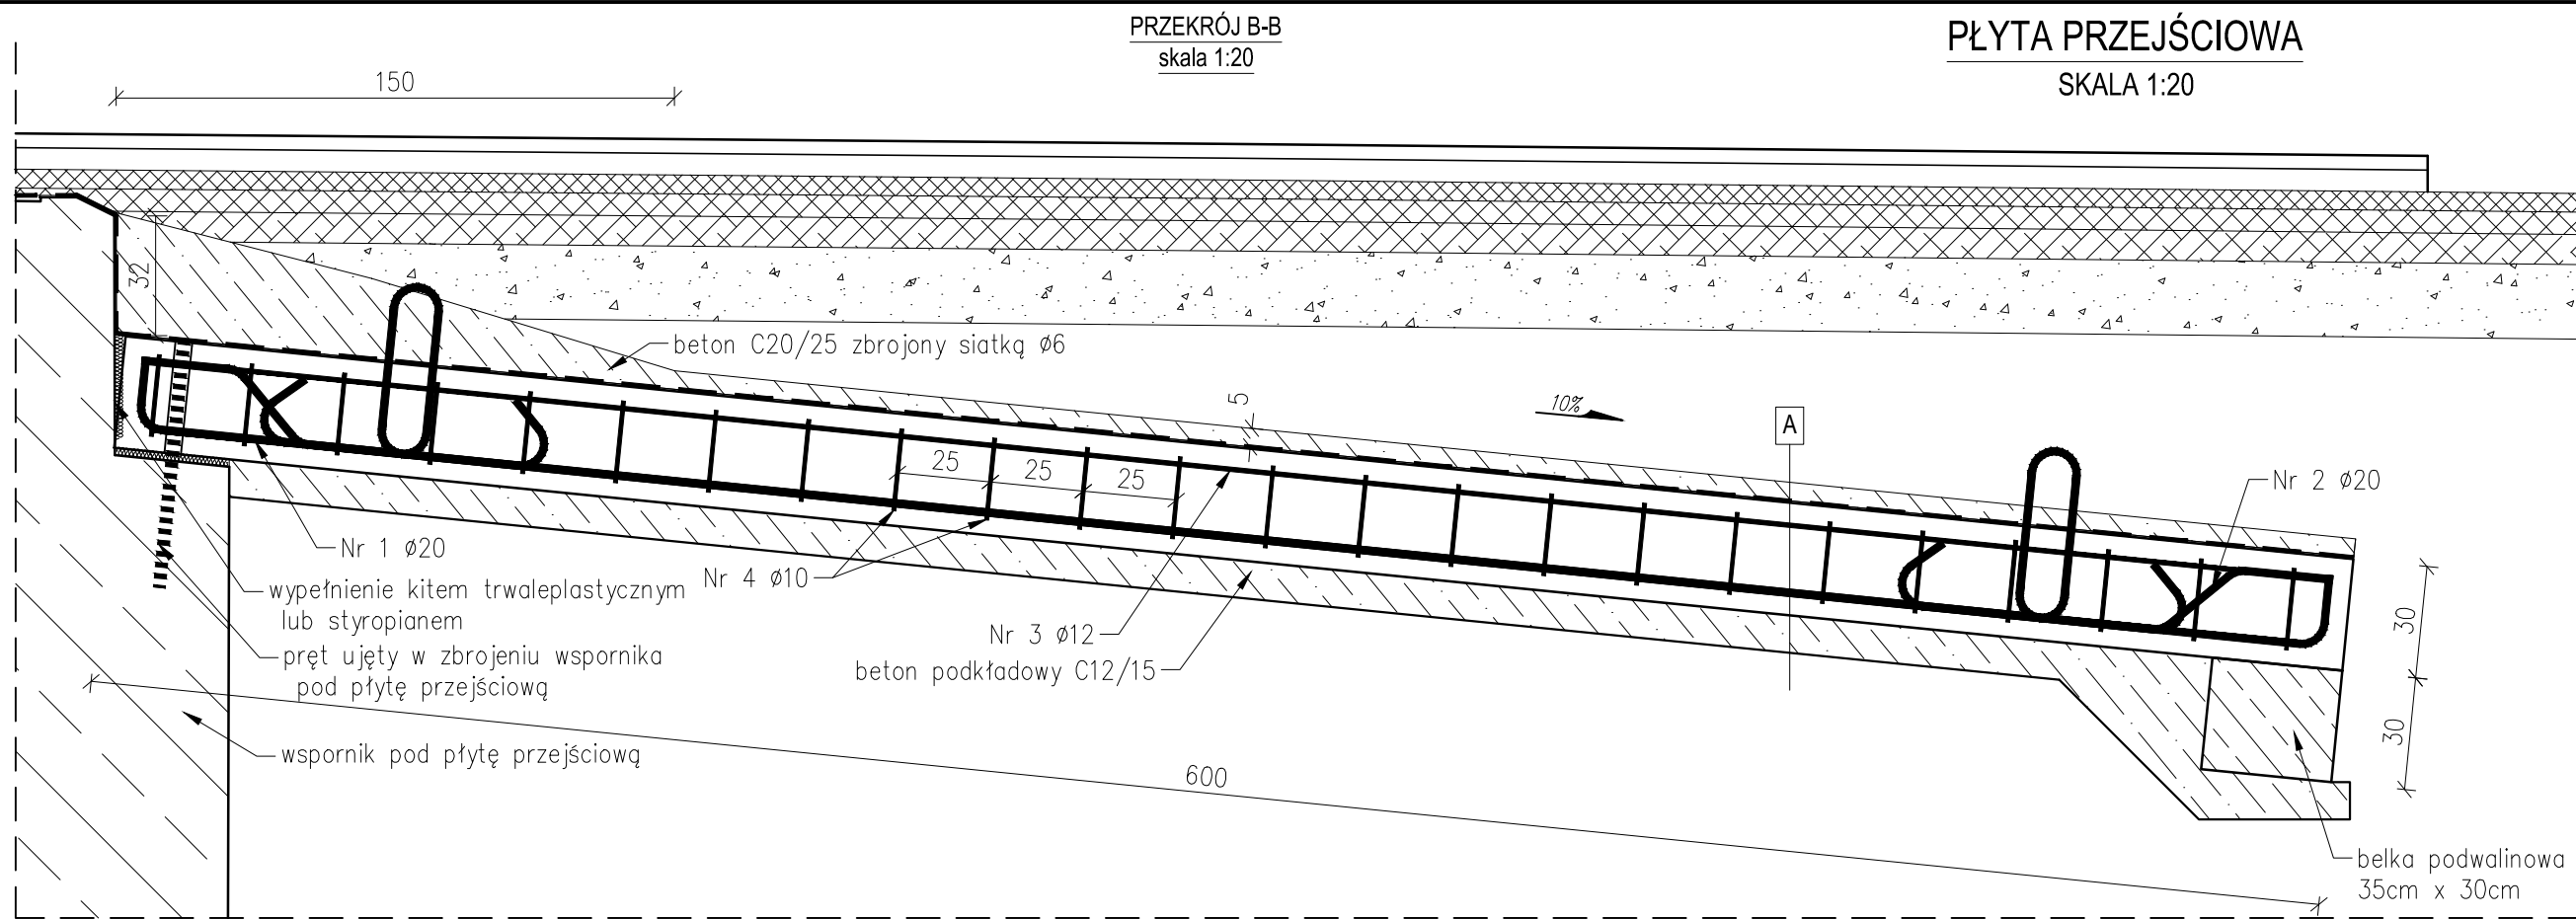 PRZEKRÓJ B-B
skala 1:20
PŁYTA PRZEJŚCIOWA
SKALA 1:20
150
32
beton C20/25 zbrojony siatką ø6
5
10%
A
25
25
25
Nr 2 ø20
Nr 1 ø20
wypełnienie kitem trwaleplastycznym
lub styropianem
Nr 4 ø10
Nr 3 ø12
beton podkładowy C12/15
pręt ujęty w zbrojeniu wspornika
pod płytę przejściową
wspornik pod płytę przejściową
600
30
30
belka podwalinowa
35cm x 30cm